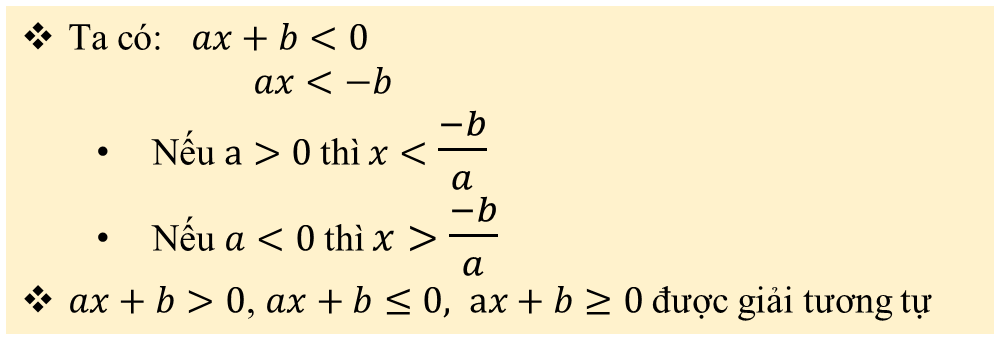 ❖ Ta có: ax + b < 0
ax < −b
• Nếu a > 0 thì x < −b/a
• Nếu a < 0 thì x > −b/a
❖ ax + b > 0, ax + b ≤ 0, ax + b ≥ 0 được giải tương tự